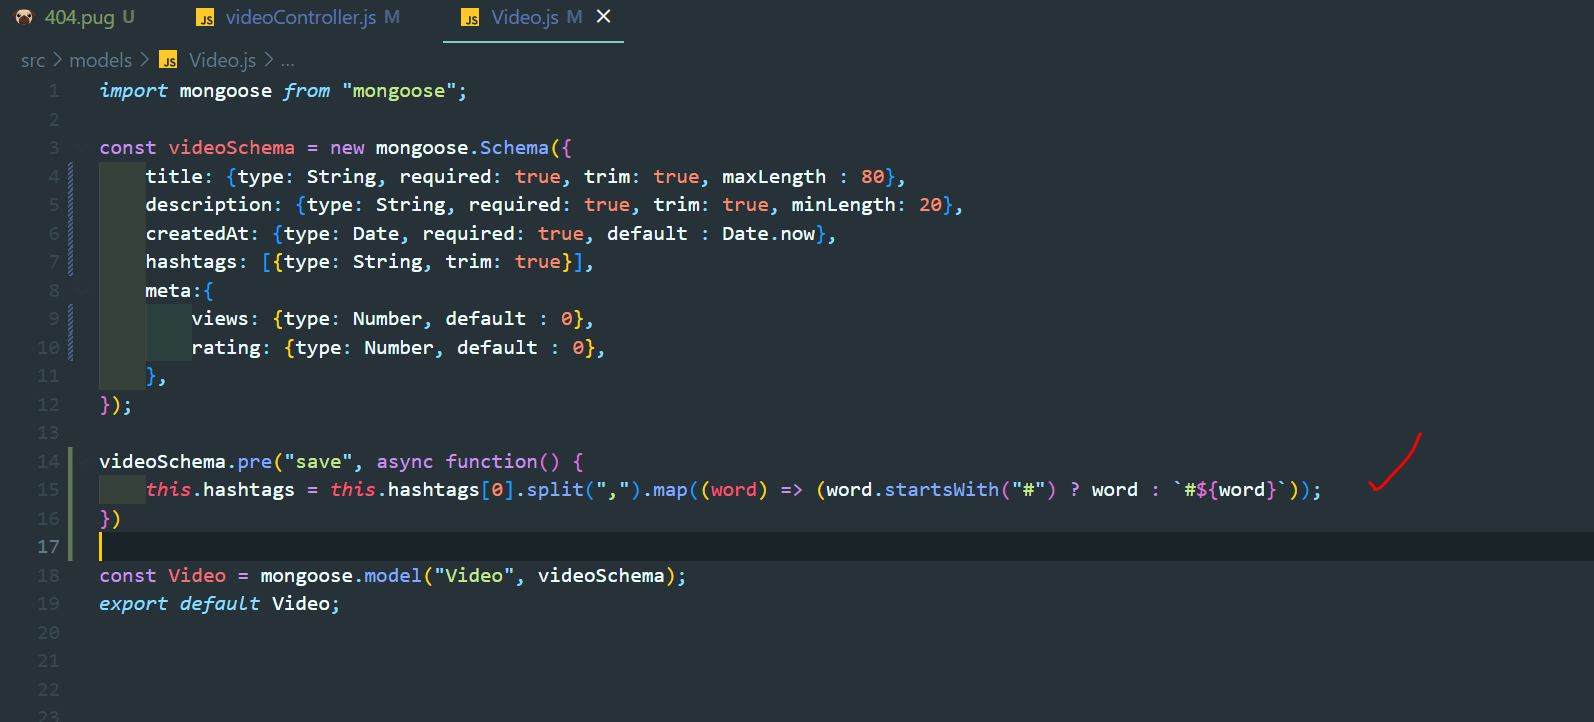 404.pug U JS videoController.js M JS Video.js M
src > models > JS Video.js > ...
1 import mongoose from "mongoose";
2
3 const videoSchema = new mongoose.Schema({
4 title: {type: String, required: true, trim: true, maxLength : 80},
5 description: {type: String, required: true, trim: true, minLength: 20},
6 createdAt: {type: Date, required: true, default : Date.now},
7 hashtags: [{type: String, trim: true}],
8 meta:{
9 views: {type: Number, default : 0},
10 rating: {type: Number, default : 0},
11 },
12 });
13
14 videoSchema.pre("save", async function() {
15 this.hashtags = this.hashtags[0].split(",").map((word) => (word.startsWith("#") ? word : `#${word}`));
16 })
17
18 const Video = mongoose.model("Video", videoSchema);
19 export default Video;
20
21
22
23